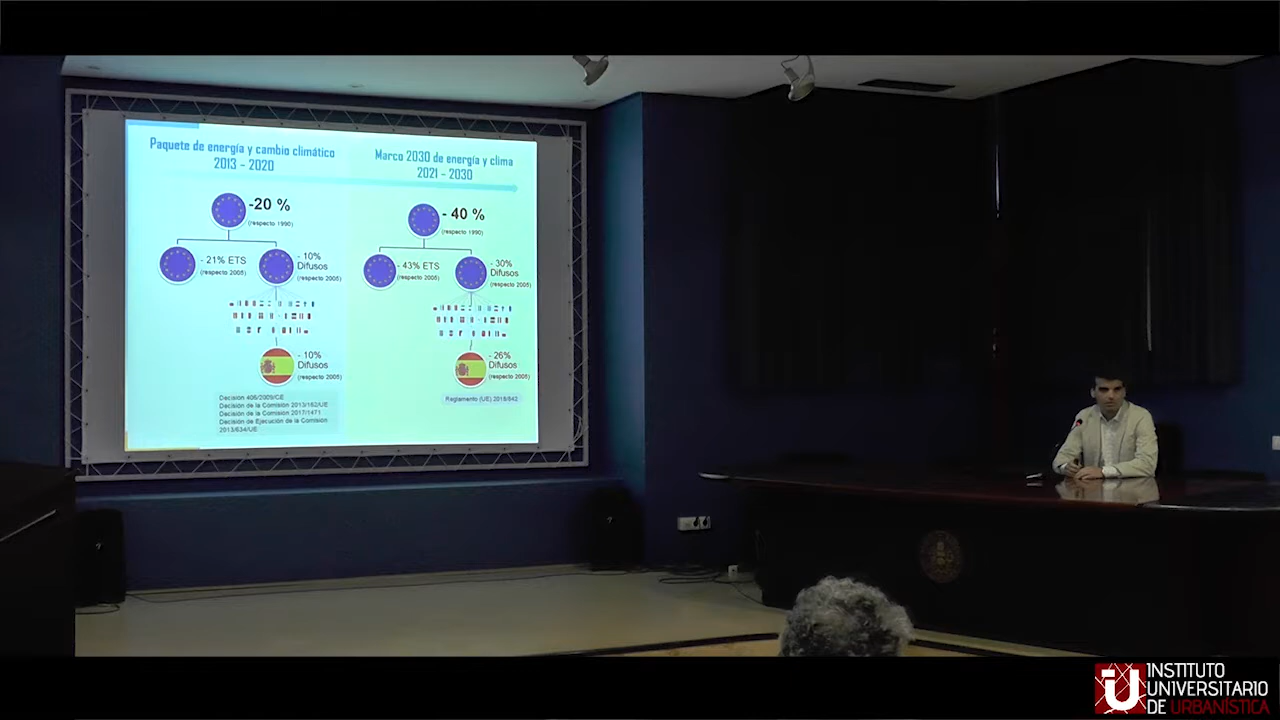 Paquete de energía y cambio climático
2013 – 2020
-20 %
(respecto 1990)
- 21% ETS
(respecto 2005)
- 10%
Difusos
(respecto 2005)
- 10%
Difusos
(respecto 2005)
Decisión 406/2009/CE
Decisión de la Comisión 2013/162/UE
Decisión de la Comisión 2017/1471
Decisión de Ejecución de la Comisión
2013/634/UE
Marco 2030 de energía y clima
2021 – 2030
- 40 %
(respecto 1990)
- 43% ETS
(respecto 2005)
- 30%
Difusos
(respecto 2005)
- 26%
Difusos
(respecto 2005)
Reglamento (UE) 2018/842
INSTITUTO
UNIVERSITARIO
DE URBANÍSTICA